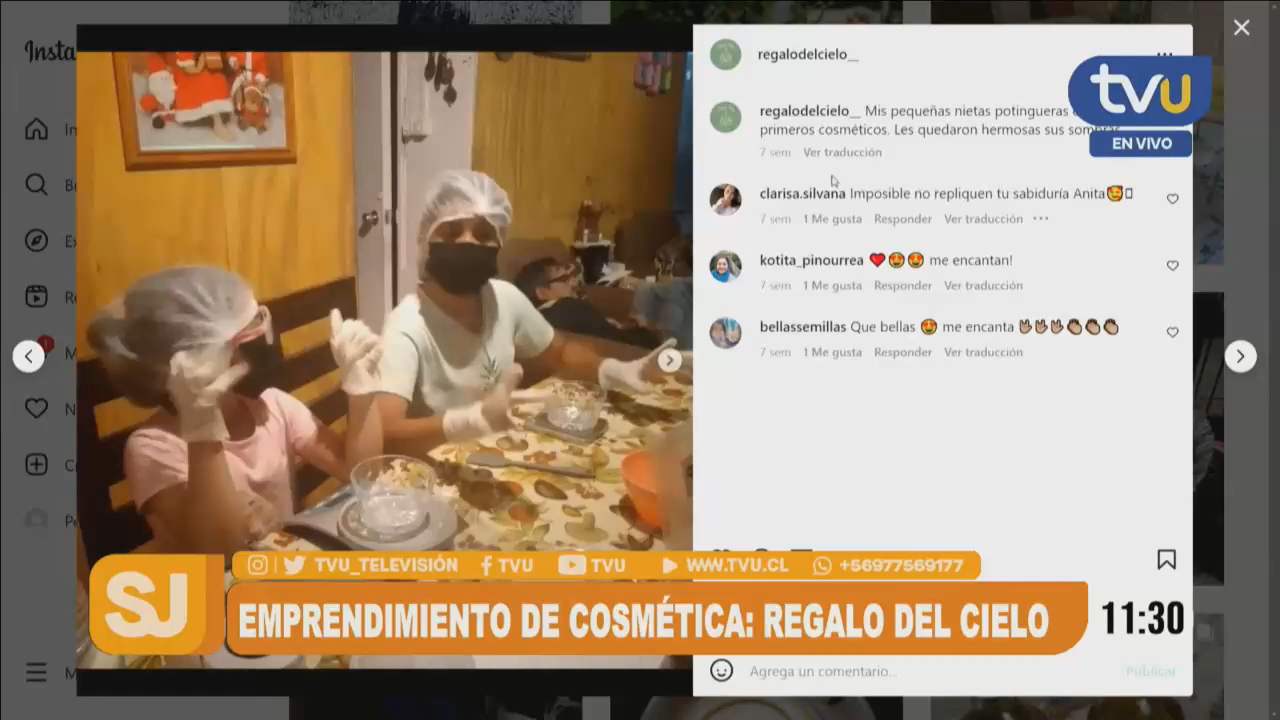 Insta
regalodelcielo__
tvu
EN VIVO
regalodelcielo__ Mis pequeñas nietas potingueras
primeros cosméticos. Les quedaron hermosas sus sombras
7 sem Ver traducción
clarisa.silvana Imposible no repliquen tu sabiduría Anita🥰
7 sem 1 Me gusta Responder Ver traducción ...
kotita_pinourrea ❤️😍😍 me encantan!
7 sem 1 Me gusta Responder Ver traducción
bellassemillas Que bellas 😍 me encanta 🤟🏼🤟🏼🤟🏼👏🏼👏🏼👏🏼
7 sem 1 Me gusta Responder Ver traducción
TVU_TELEVISIÓN TVU TVU WWW.TVU.CL +56977569177
SJ
EMPRENDIMIENTO DE COSMÉTICA: REGALO DEL CIELO
11:30
Agrega un comentario...
Publicar